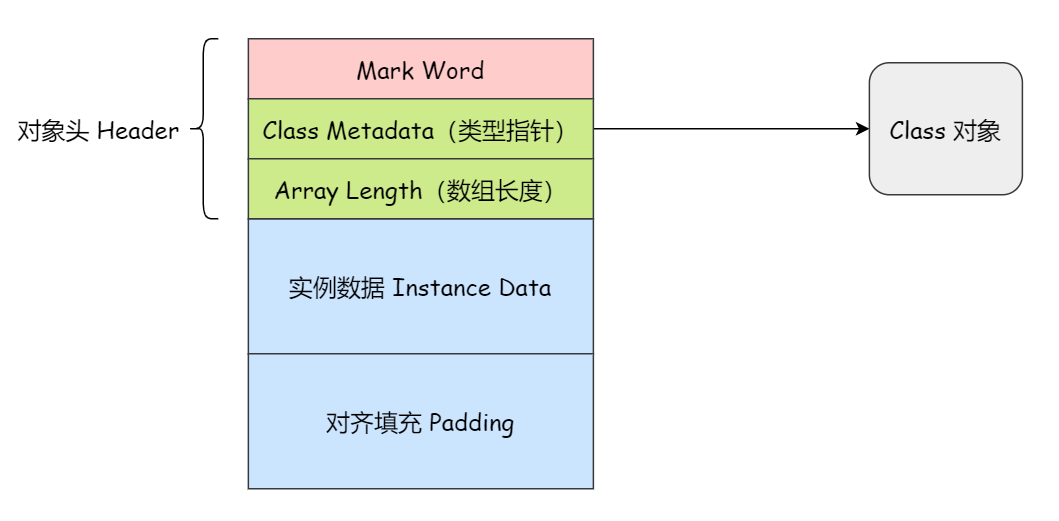 Mark Word
对象头 Header
Class Metadata（类型指针）
Class 对象
Array Length（数组长度）
实例数据 Instance Data
对齐填充 Padding